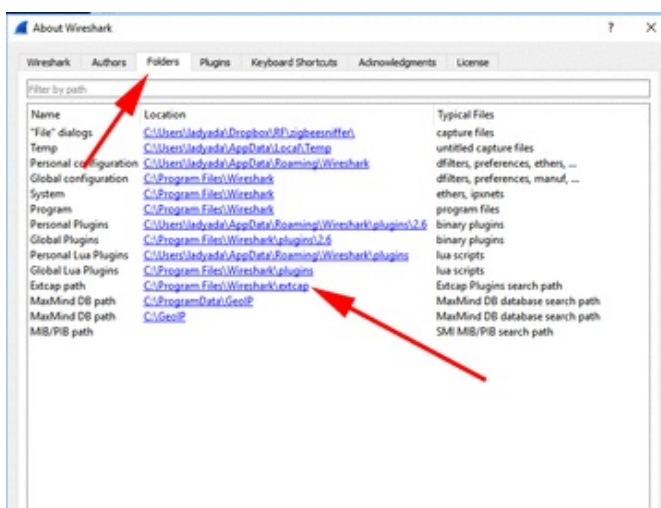 About Wireshark ? ×
Wireshark Authors Folders Plugins Keyboard Shortcuts Acknowledgments License
Filter by path
Name Location Typical Files
"File" dialogs C:\Users\ladyada\Dropbox\RF\zigbeesniffer\ capture files
Temp C:\Users\ladyada\AppData\Local\Temp untitled capture files
Personal configuration C:\Users\ladyada\AppData\Roaming\Wireshark dfilters, preferences, ethers, ...
Global configuration C:\Program Files\Wireshark dfilters, preferences, manuf, ...
System C:\Program Files\Wireshark ethers, ipxnets
Program C:\Program Files\Wireshark program files
Personal Plugins C:\Users\ladyada\AppData\Roaming\Wireshark\plugins\2.6 binary plugins
Global Plugins C:\Program Files\Wireshark\plugins\2.6 binary plugins
Personal Lua Plugins C:\Users\ladyada\AppData\Roaming\Wireshark\plugins lua scripts
Global Lua Plugins C:\Program Files\Wireshark\plugins lua scripts
Extcap path C:\Program Files\Wireshark\extcap Extcap Plugins search path
MaxMind DB path C:\ProgramData\GeoIP MaxMind DB database search path
MaxMind DB path C:\GeoIP MaxMind DB database search path
MIB/PIB path SMI MIB/PIB search path